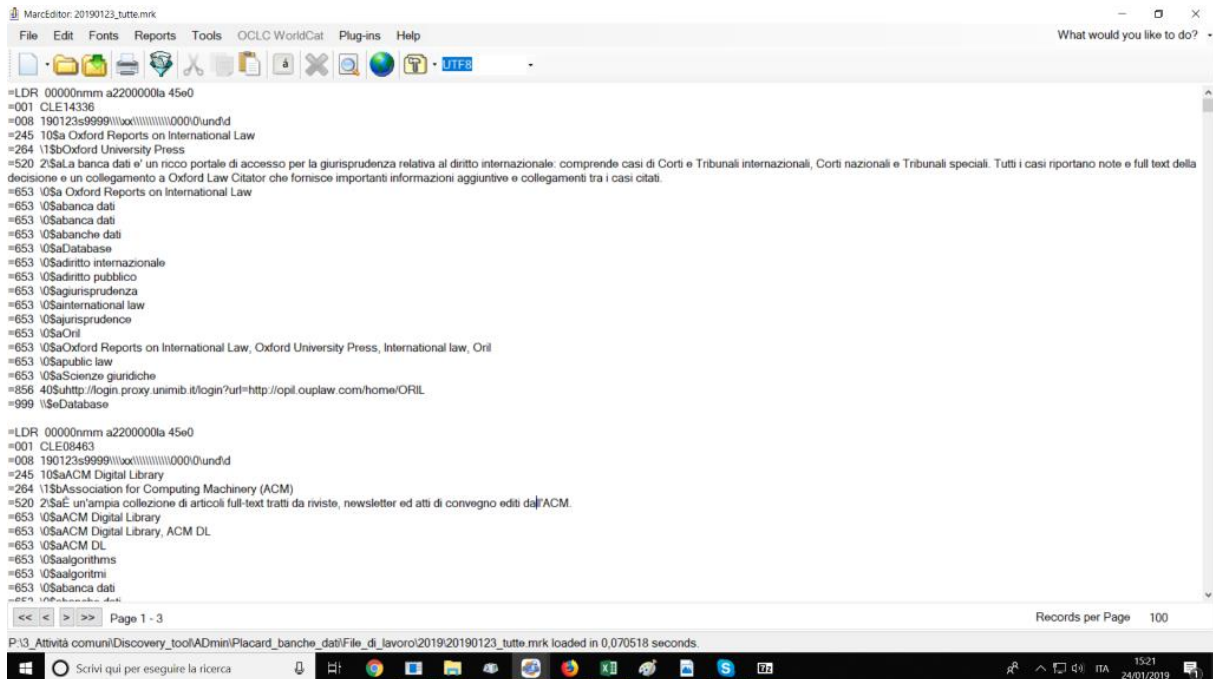 MarcEditor: 20190123_tutte.mrk
File Edit Fonts Reports Tools OCLC WorldCat Plug-ins Help What would you like to do?
á UTF8
=LDR 00000nmm a2200000Ia 45e0
=001 CLE14336
=008 190123s9999\\\\xx\\\\\\\\\\\\000\0\und\d
=245 10$a Oxford Reports on International Law
=264 \1$bOxford University Press
=520 2\$aLa banca dati e' un ricco portale di accesso per la giurisprudenza relativa al diritto internazionale: comprende casi di Corti e Tribunali internazionali, Corti nazionali e Tribunali speciali. Tutti i casi riportano note e full text della
decisione e un collegamento a Oxford Law Citator che fornisce importanti informazioni aggiuntive e collegamenti tra i casi citati.
=653 \0$a Oxford Reports on International Law
=653 \0$abanca dati
=653 \0$abanca dati
=653 \0$abanche dati
=653 \0$aDatabase
=653 \0$adiritto internazionale
=653 \0$adiritto pubblico
=653 \0$agiurisprudenza
=653 \0$ainternational law
=653 \0$ajurisprudence
=653 \0$aOril
=653 \0$aOxford Reports on International Law, Oxford University Press, International law, Oril
=653 \0$apublic law
=653 \0$aScienze giuridiche
=856 40$uhttp://login.proxy.unimib.it/login?url=http://opil.ouplaw.com/home/ORIL
=999 \\$eDatabase
=LDR 00000nmm a2200000Ia 45e0
=001 CLE08463
=008 190123s9999\\\\xx\\\\\\\\\\\\000\0\und\d
=245 10$aACM Digital Library
=264 \1$bAssociation for Computing Machinery (ACM)
=520 2\$aÈ un'ampia collezione di articoli full-text tratti da riviste, newsletter ed atti di convegno editi dall'ACM.
=653 \0$aACM Digital Library
=653 \0$aACM Digital Library, ACM DL
=653 \0$aACM DL
=653 \0$aalgorithms
=653 \0$aalgoritmi
=653 \0$abanca dati
=653 \0$abanche dati
<< < > >> Page 1 - 3 Records per Page 100
P:\3_Attività comuni\Discovery_tool\ADmin\Placard_banche_dati\File_di_lavoro\2019\20190123_tutte.mrk loaded in 0,070518 seconds.
Scrivi qui per eseguire la ricerca ITA 15:21
24/01/2019